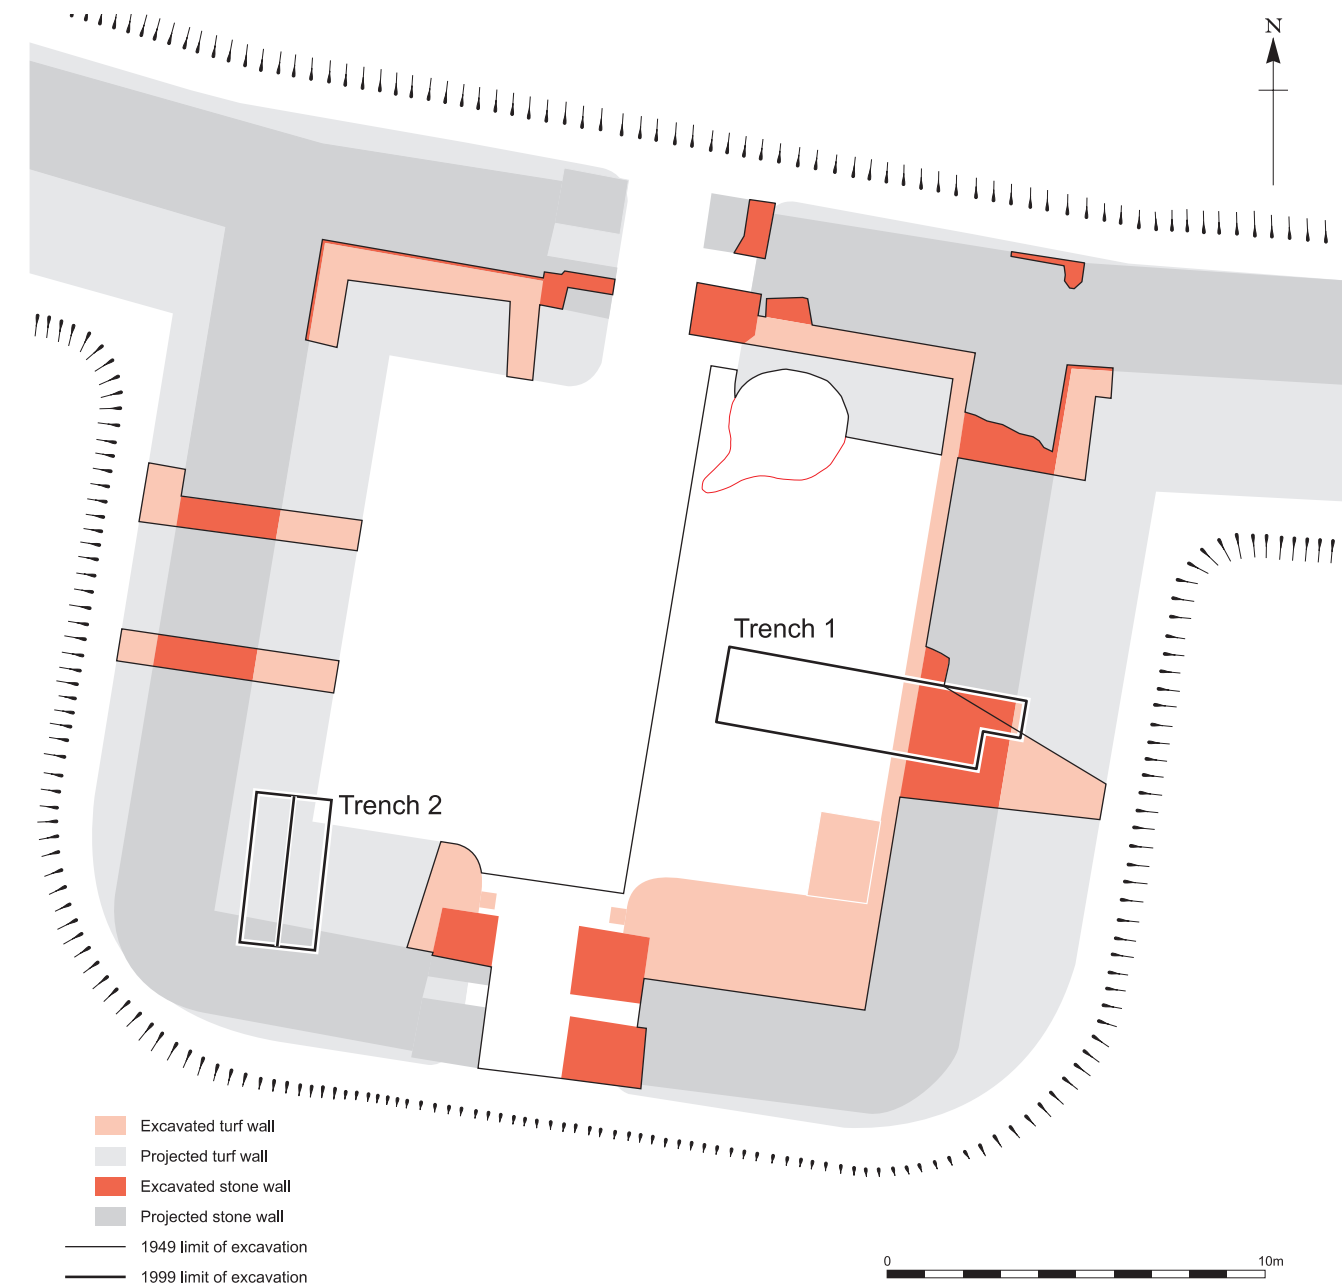 N
Trench 1
Trench 2
Excavated turf wall
Projected turf wall
Excavated stone wall
Projected stone wall
1949 limit of excavation
1999 limit of excavation
0 10m